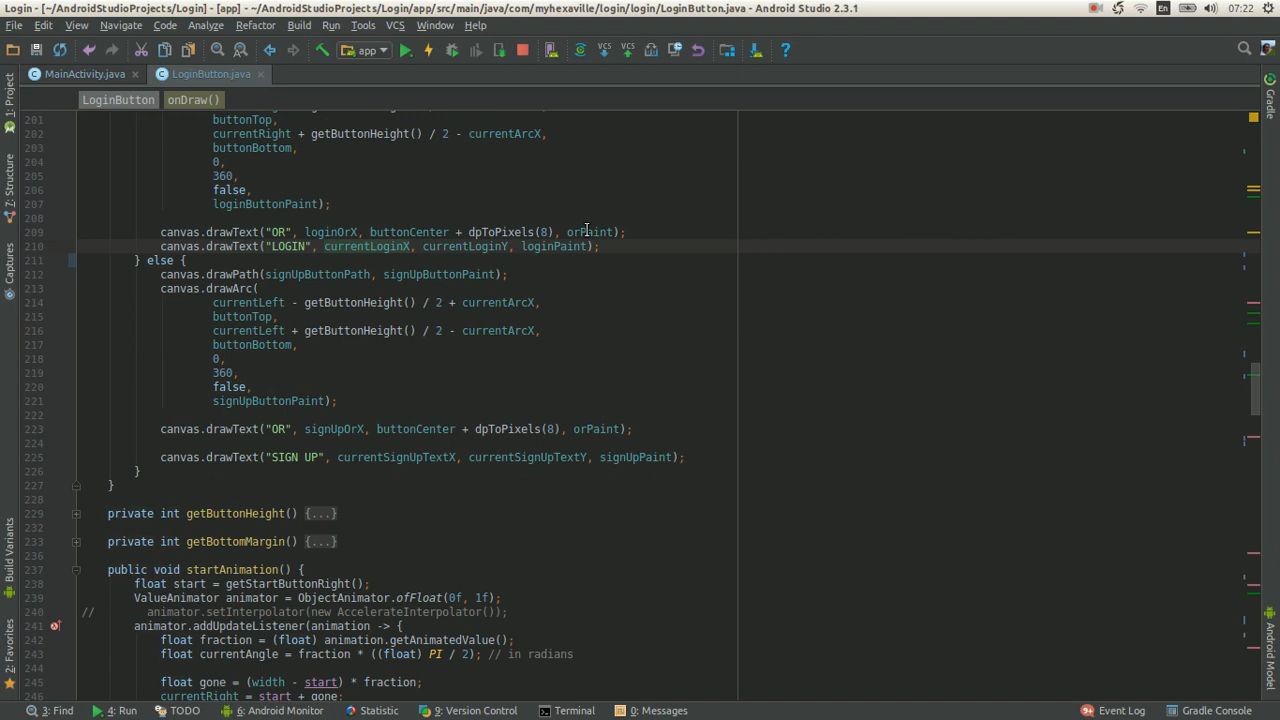 Login - [~/AndroidStudioProjects/Login] - [app] - ~/AndroidStudioProjects/Login/app/src/main/java/com/myhexaville/login/login/LoginButton.java - Android Studio 2.3.1
En 07:22
File Edit View Navigate Code Analyze Refactor Build Run Tools VCS Window Help
app
VCS VCS
MainActivity.java LoginButton.java
LoginButton onDraw()
201 buttonTop,
202 currentRight + getButtonHeight() / 2 - currentArcX,
203 buttonBottom,
204 0,
205 360,
206 false,
207 loginButtonPaint);
208
209 canvas.drawText("OR", loginOrX, buttonCenter + dpToPixels(8), orPaint);
210 canvas.drawText("LOGIN", currentLoginX, currentLoginY, loginPaint);
211 } else {
212 canvas.drawPath(signUpButtonPath, signUpButtonPaint);
213 canvas.drawArc(
214 currentLeft - getButtonHeight() / 2 + currentArcX,
215 buttonTop,
216 currentLeft + getButtonHeight() / 2 - currentArcX,
217 buttonBottom,
218 0,
219 360,
220 false,
221 signUpButtonPaint);
222
223 canvas.drawText("OR", signUpOrX, buttonCenter + dpToPixels(8), orPaint);
224
225 canvas.drawText("SIGN UP", currentSignUpTextX, currentSignUpTextY, signUpPaint);
226 }
227 }
228
229 private int getButtonHeight() {...}
232
233 private int getBottomMargin() {...}
236
237 public void startAnimation() {
238 float start = getStartButtonRight();
239 ValueAnimator animator = ObjectAnimator.ofFloat(0f, 1f);
240 // animator.setInterpolator(new AccelerateInterpolator());
241 animator.addUpdateListener(animation -> {
242 float fraction = (float) animation.getAnimatedValue();
243 float currentAngle = fraction * ((float) PI / 2); // in radians
244
245 float gone = (width - start) * fraction;
246 currentRight = start + gone;
1: Project
7: Structure
Captures
Build Variants
2: Favorites
Gradle
Android Model
3: Find 4: Run TODO 6: Android Monitor Statistic 9: Version Control Terminal 0: Messages 9+ Event Log Gradle Console